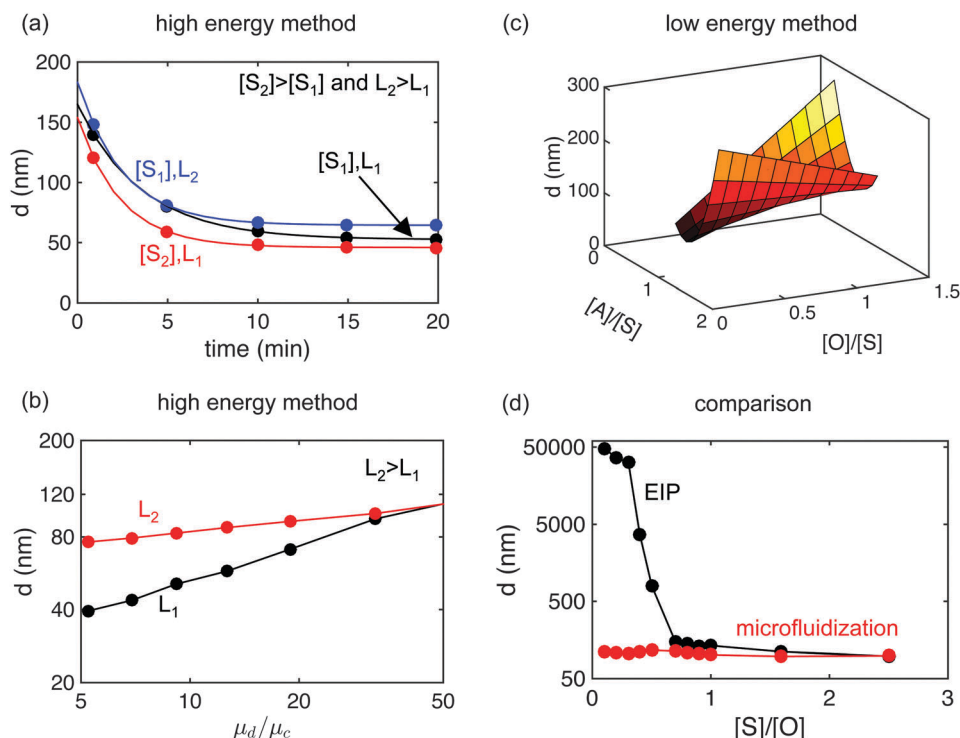 (a) high energy method
200
150
100
50
0
d (nm)
[S2]>[S1] and L2>L1
[S1],L1
[S1],L2
[S2],L1
0 5 10 15 20
time (min)
(c) low energy method
300
200
100
0
d (nm)
1
2
[A]/[S]
0 0.5 1 1.5
[O]/[S]
(b) high energy method
200
120
80
40
20
d (nm)
L2>L1
L2
L1
5 10 20 50
μd/μc
(d) comparison
50000
5000
500
50
d (nm)
EIP
microfluidization
0 1 2 3
[S]/[O]